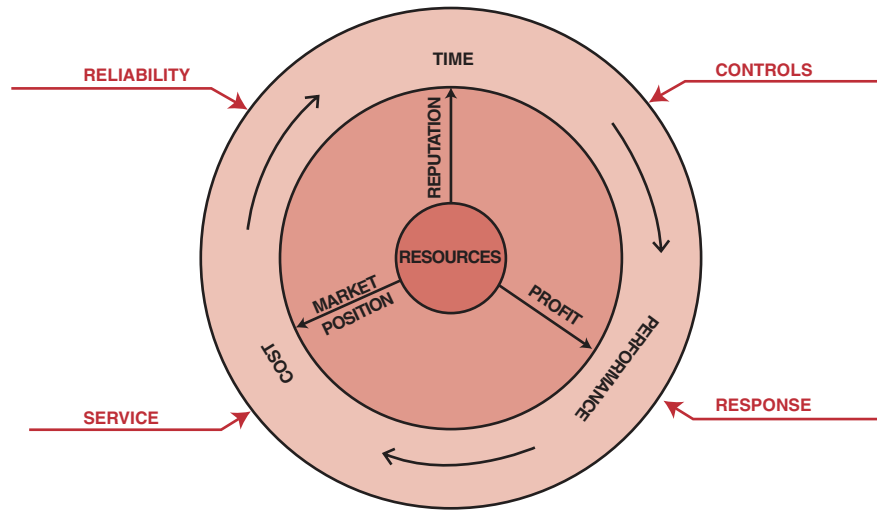 TIME
RELIABILITY
CONTROLS
REPUTATION
RESOURCES
MARKET
POSITION
PROFIT
COST
PERFORMANCE
SERVICE
RESPONSE